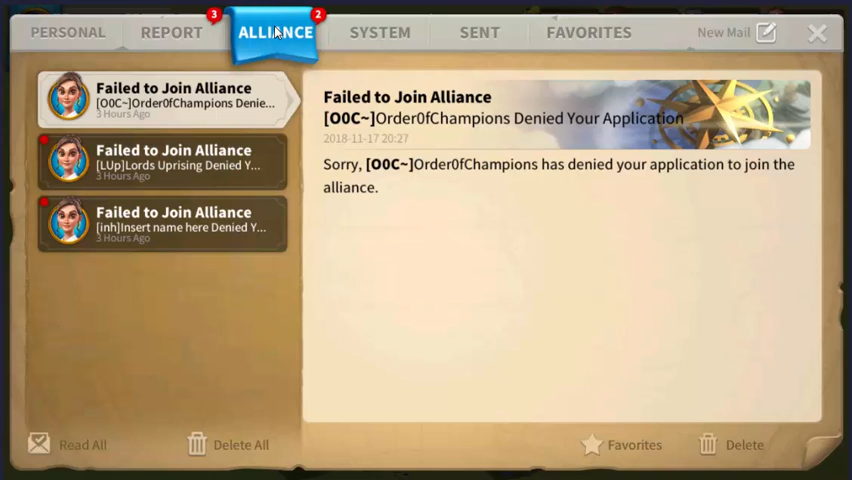 PERSONAL
REPORT
3
ALLIANCE
2
SYSTEM
SENT
FAVORITES
New Mail
Failed to Join Alliance
[O0C~]Order0fChampions Denie...
3 Hours Ago
Failed to Join Alliance
[LUp]Lords Uprising Denied Y...
3 Hours Ago
Failed to Join Alliance
[inh]Insert name here Denied Y...
3 Hours Ago
Failed to Join Alliance
[O0C~]Order0fChampions Denied Your Application
2018-11-17 20:27
Sorry, [O0C~]Order0fChampions has denied your application to join the
alliance.
Read All
Delete All
Favorites
Delete